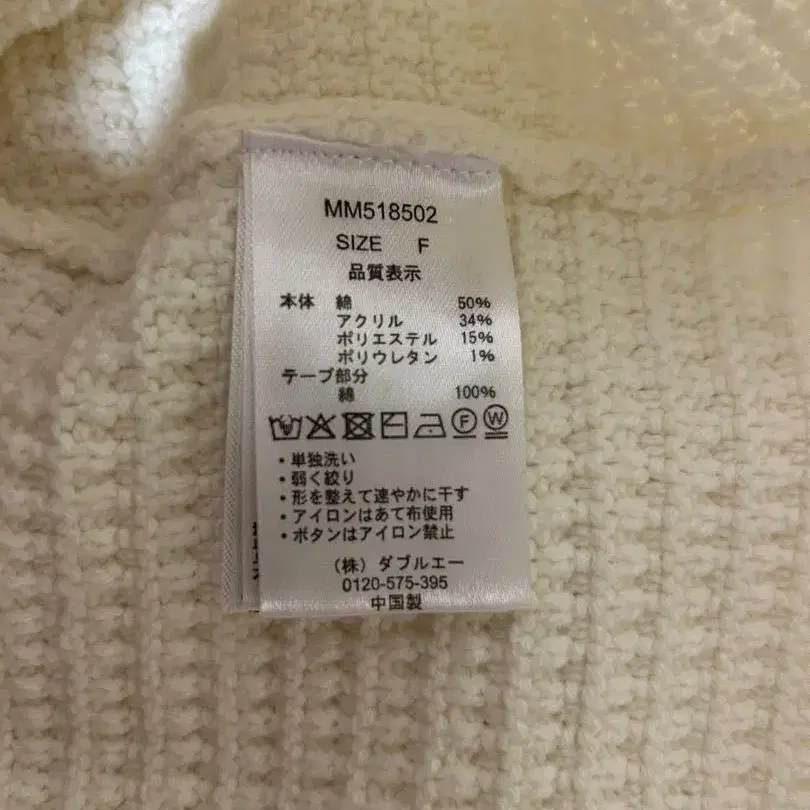 MM518502
SIZE F
品質表示
本体 綿 50%
アクリル 34%
ポリエステル 15%
ポリウレタン 1%
テープ部分
綿 100%
F W
・単独洗い
・弱く絞り
・形を整えて速やかに干す
・アイロンはあて布使用
・ボタンはアイロン禁止
(株) ダブルエー
0120-575-395
中国製